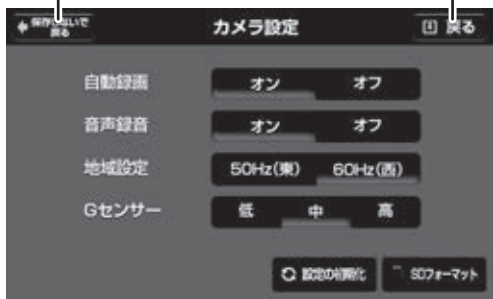 保存しないで
戻る
カメラ設定
戻る
自動録画 オン オフ
音声録音 オン オフ
地域設定 50Hz(東) 60Hz(西)
Gセンサー 低 中 高
設定の初期化 SDフォーマット